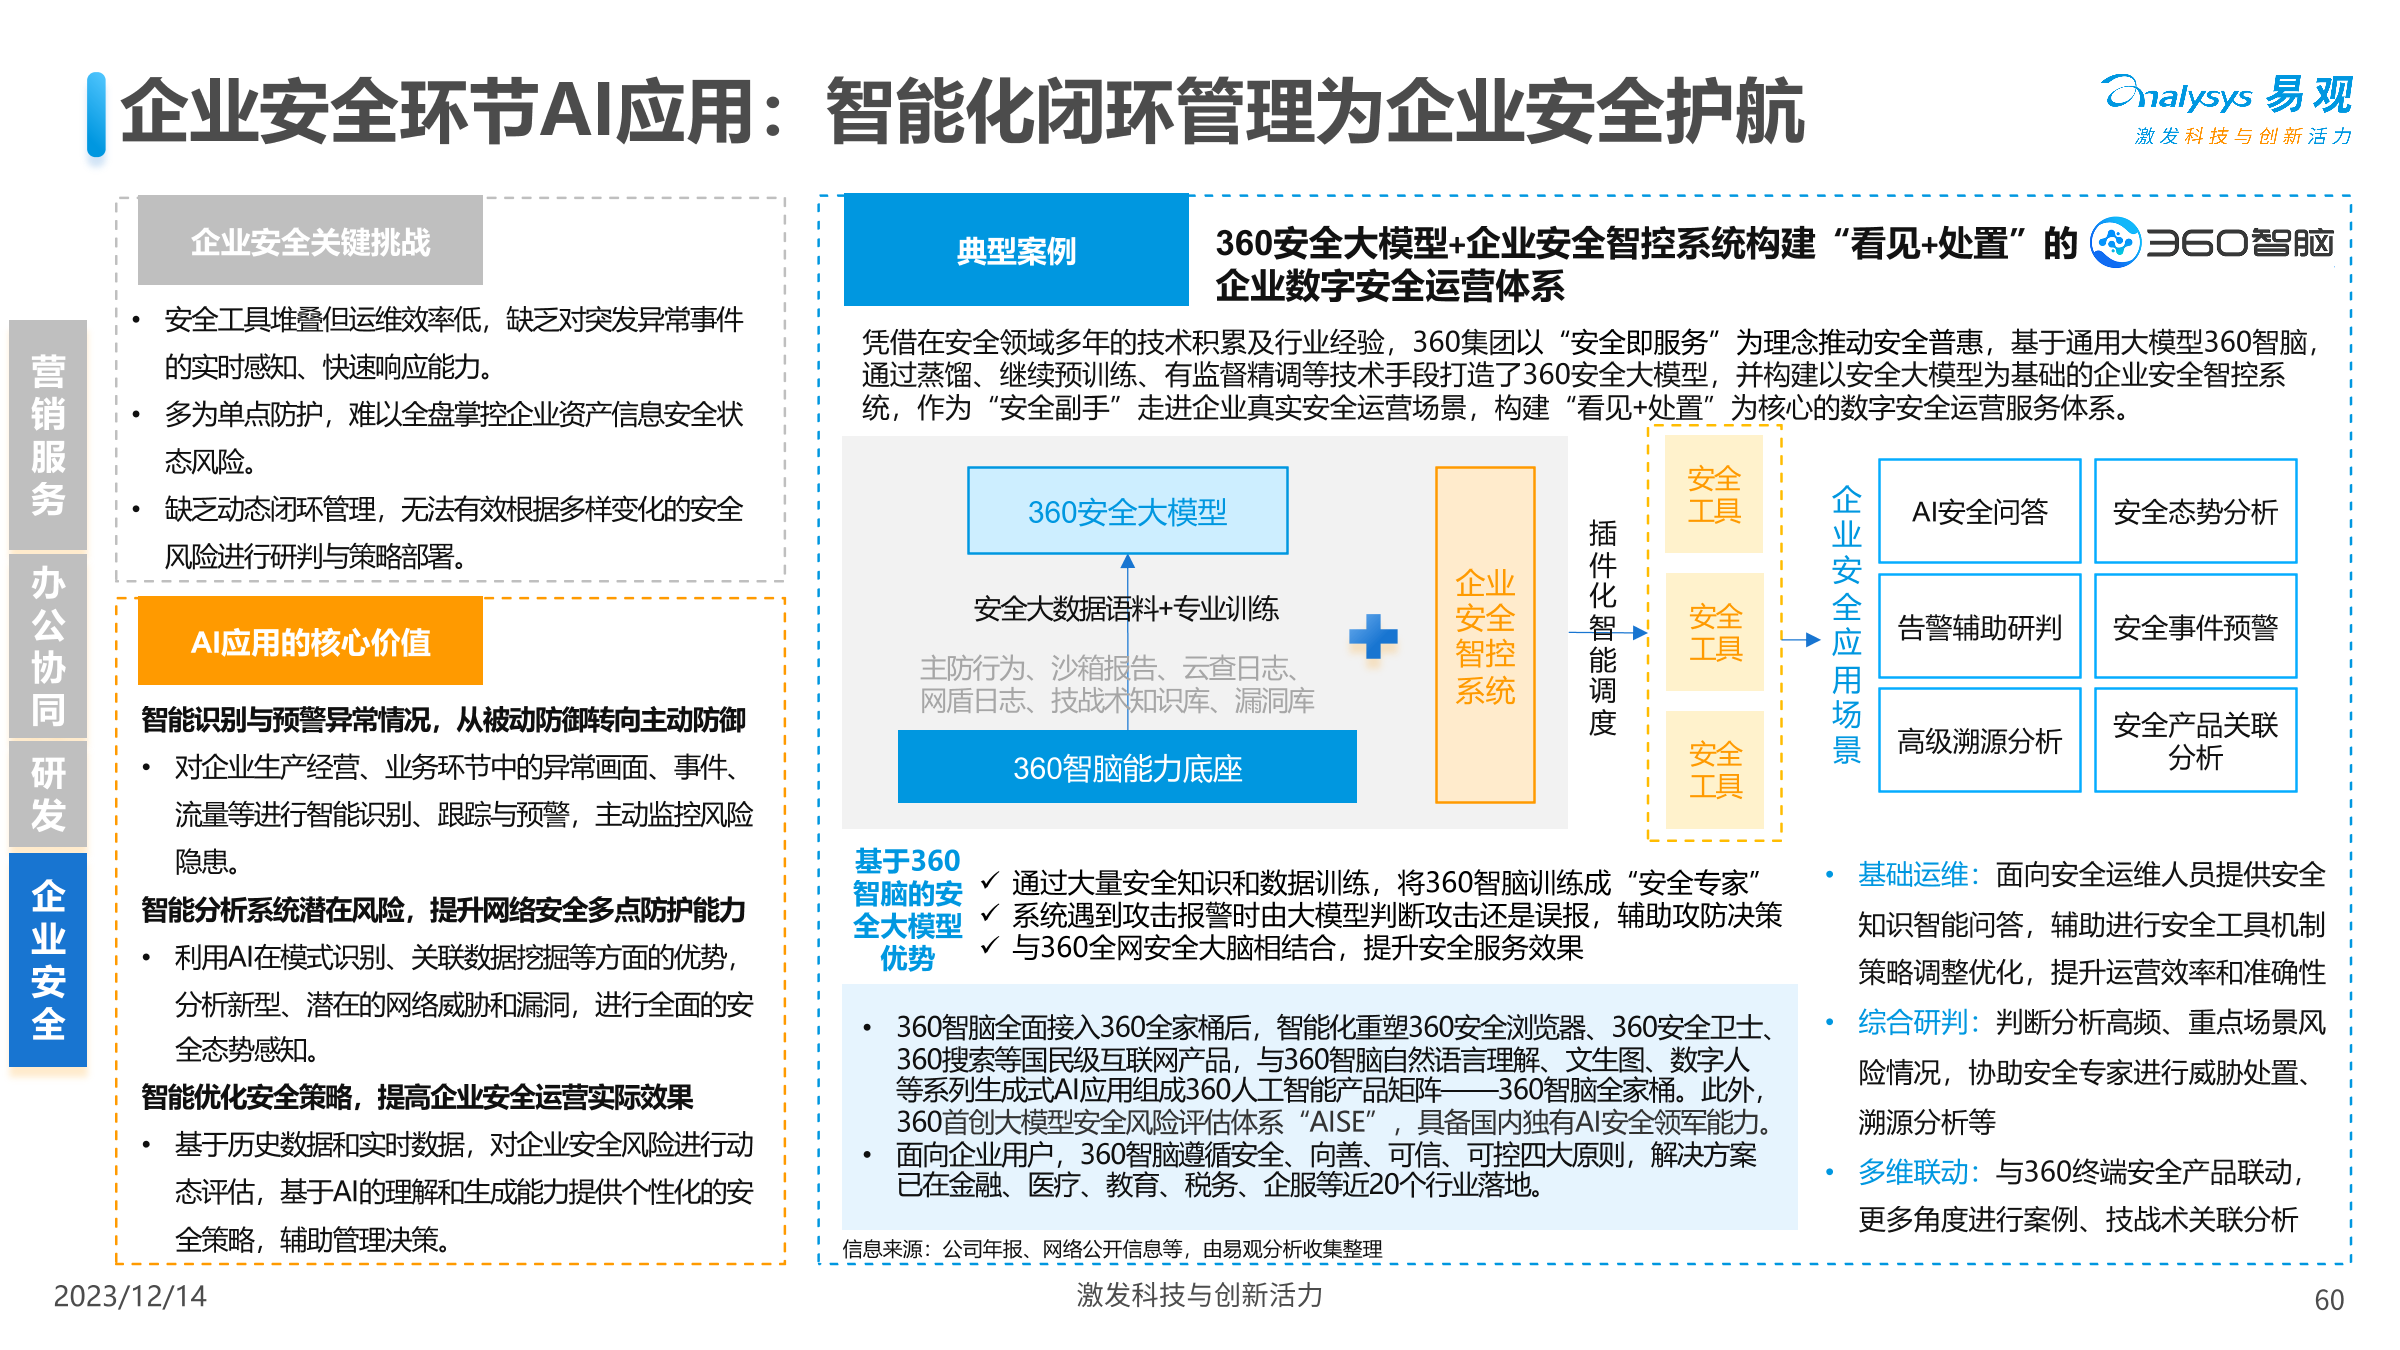 企业安全环节AI应用：智能化闭环管理为企业安全护航
analysys 易观
激发科技与创新活力
营销服务
办公协同
研发
企业安全
企业安全关键挑战
• 安全工具堆叠但运维效率低，缺乏对突发异常事件
的实时感知、快速响应能力。
• 多为单点防护，难以全盘掌控企业资产信息安全状
态风险。
• 缺乏动态闭环管理，无法有效根据多样变化的安全
风险进行研判与策略部署。
AI应用的核心价值
智能识别与预警异常情况，从被动防御转向主动防御
• 对企业生产经营、业务环节中的异常画面、事件、
流量等进行智能识别、跟踪与预警，主动监控风险
隐患。
智能分析系统潜在风险，提升网络安全多点防护能力
• 利用AI在模式识别、关联数据挖掘等方面的优势，
分析新型、潜在的网络威胁和漏洞，进行全面的安
全态势感知。
智能优化安全策略，提高企业安全运营实际效果
• 基于历史数据和实时数据，对企业安全风险进行动
态评估，基于AI的理解和生成能力提供个性化的安
全策略，辅助管理决策。
典型案例
360安全大模型+企业安全智控系统构建“看见+处置”的
企业数字安全运营体系
360智脑
凭借在安全领域多年的技术积累及行业经验，360集团以“安全即服务”为理念推动安全普惠，基于通用大模型360智脑，
通过蒸馏、继续预训练、有监督精调等技术手段打造了360安全大模型，并构建以安全大模型为基础的企业安全智控系
统，作为“安全副手”走进企业真实安全运营场景，构建“看见+处置”为核心的数字安全运营服务体系。
360安全大模型
安全大数据语料+专业训练
主防行为、沙箱报告、云查日志、
网盾日志、技战术知识库、漏洞库
360智脑能力底座
企业
安全
智控
系统
插件化智能调度
安全
工具
安全
工具
安全
工具
企业安全应用场景
AI安全问答
安全态势分析
告警辅助研判
安全事件预警
高级溯源分析
安全产品关联
分析
基于360
智脑的安
全大模型
优势
✓ 通过大量安全知识和数据训练，将360智脑训练成“安全专家”
✓ 系统遇到攻击报警时由大模型判断攻击还是误报，辅助攻防决策
✓ 与360全网安全大脑相结合，提升安全服务效果
• 360智脑全面接入360全家桶后，智能化重塑360安全浏览器、360安全卫士、
360搜索等国民级互联网产品，与360智脑自然语言理解、文生图、数字人
等系列生成式AI应用组成360人工智能产品矩阵——360智脑全家桶。此外，
360首创大模型安全风险评估体系“AISE”，具备国内独有AI安全领军能力。
• 面向企业用户，360智脑遵循安全、向善、可信、可控四大原则，解决方案
已在金融、医疗、教育、税务、企服等近20个行业落地。
• 基础运维：面向安全运维人员提供安全
知识智能问答，辅助进行安全工具机制
策略调整优化，提升运营效率和准确性
• 综合研判：判断分析高频、重点场景风
险情况，协助安全专家进行威胁处置、
溯源分析等
• 多维联动：与360终端安全产品联动，
更多角度进行案例、技战术关联分析
信息来源：公司年报、网络公开信息等，由易观分析收集整理
2023/12/14
激发科技与创新活力
60